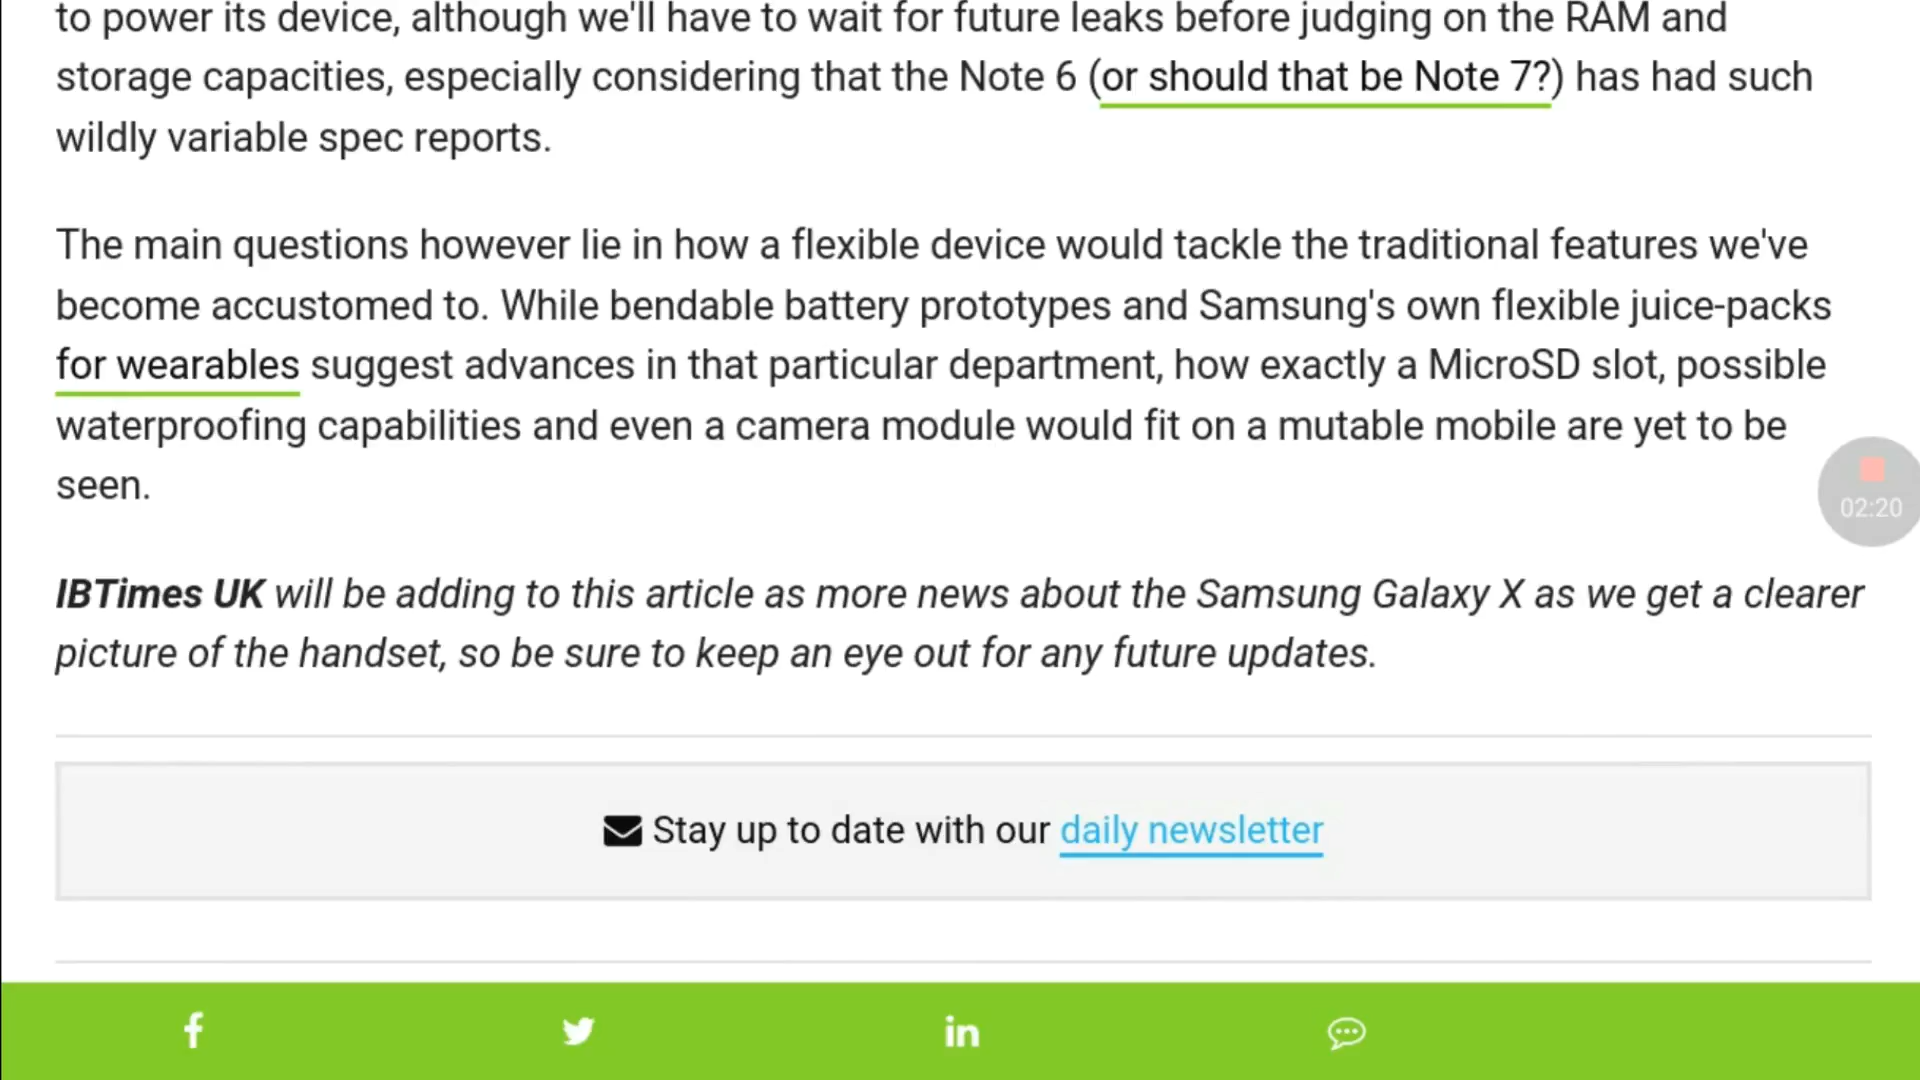 to power its device, although we'll have to wait for future leaks before judging on the RAM and
storage capacities, especially considering that the Note 6 (or should that be Note 7?) has had such
wildly variable spec reports.
The main questions however lie in how a flexible device would tackle the traditional features we've
become accustomed to. While bendable battery prototypes and Samsung's own flexible juice-packs
for wearables suggest advances in that particular department, how exactly a MicroSD slot, possible
waterproofing capabilities and even a camera module would fit on a mutable mobile are yet to be
seen.
02:20
IBTimes UK will be adding to this article as more news about the Samsung Galaxy X as we get a clearer
picture of the handset, so be sure to keep an eye out for any future updates.
Stay up to date with our daily newsletter